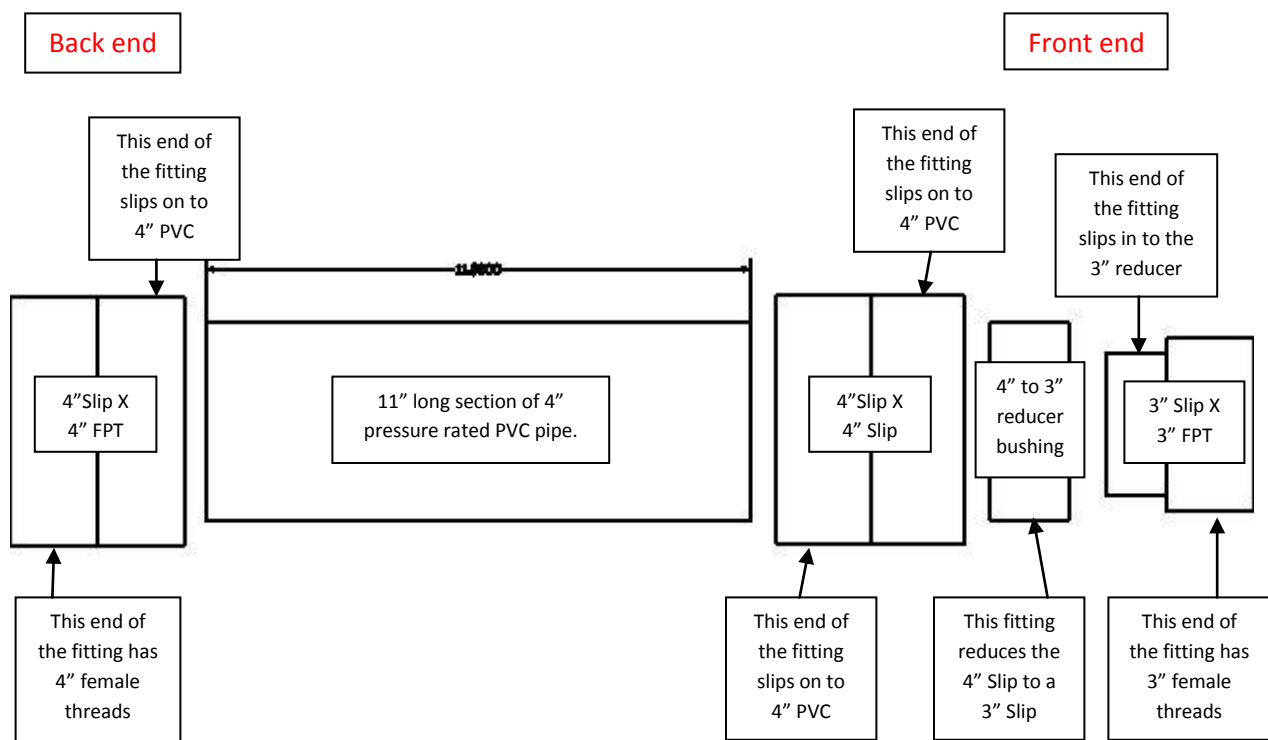 Back end
Front end
This end of
the fitting
slips on to
4” PVC
This end of
the fitting
slips on to
4” PVC
This end of
the fitting
slips in to the
3” reducer
4”Slip X
4” FPT
11” long section of 4”
pressure rated PVC pipe.
4”Slip X
4” Slip
4” to 3”
reducer
bushing
3” Slip X
3” FPT
This end of
the fitting has
4” female
threads
This end of
the fitting
slips on to
4” PVC
This fitting
reduces the
4” Slip to a
3” Slip
This end of
the fitting has
3” female
threads